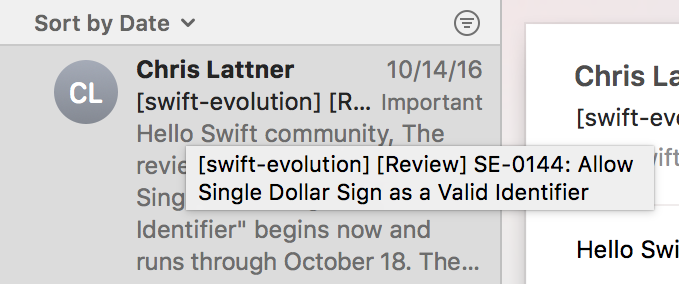 Sort by Date
CL
Chris Lattner 10/14/16
[swift-evolution] [R... Important
Hello Swift community, The
revie
[swift-evolution] [Review] SE-0144: Allow
Single Dollar Sign as a Valid Identifier
Sing
Identifier" begins now and
runs through October 18. The...
Chris La
[swift-evo
wift
Hello Swi